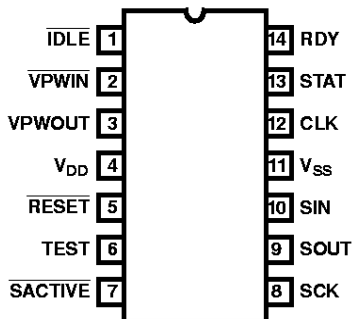 IDLE 1 14 RDY
VPWIN 2 13 STAT
VPWOUT 3 12 CLK
VDD 4 11 VSS
RESET 5 10 SIN
TEST 6 9 SOUT
SACTIVE 7 8 SCK